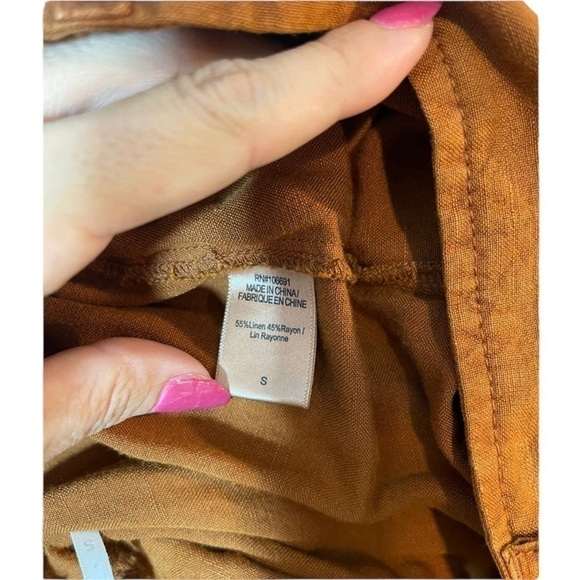 RN#106691
MADE IN CHINA/
FABRIQUE EN CHINE
55%Linen 45%Rayon/
Lin Rayonne
S
S